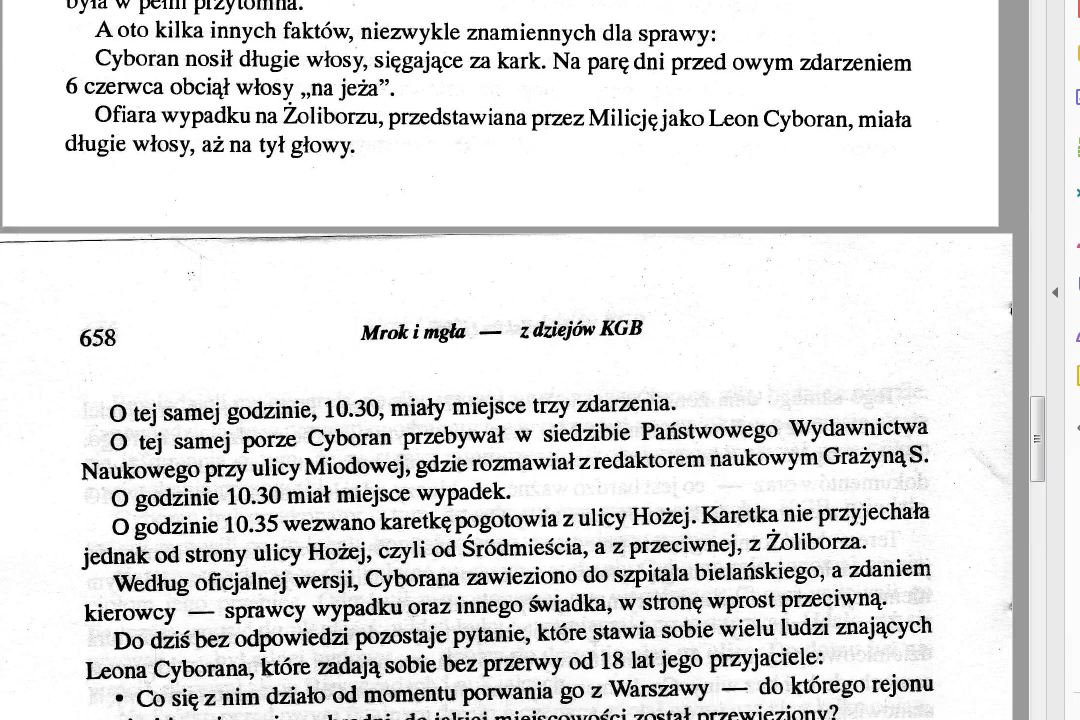 była w pełni przytomna.
A oto kilka innych faktów, niezwykle znamiennych dla sprawy:
Cyboran nosił długie włosy, sięgające za kark. Na parę dni przed owym zdarzeniem
6 czerwca obciął włosy „na jeża”.
Ofiara wypadku na Żoliborzu, przedstawiana przez Milicję jako Leon Cyboran, miała
długie włosy, aż na tył głowy.
658 Mrok i mgła — z dziejów KGB
O tej samej godzinie, 10.30, miały miejsce trzy zdarzenia.
O tej samej porze Cyboran przebywał w siedzibie Państwowego Wydawnictwa
Naukowego przy ulicy Miodowej, gdzie rozmawiał z redaktorem naukowym Grażyną S.
O godzinie 10.30 miał miejsce wypadek.
O godzinie 10.35 wezwano karetkę pogotowia z ulicy Hożej. Karetka nie przyjechała
jednak od strony ulicy Hożej, czyli od Śródmieścia, a z przeciwnej, z Żoliborza.
Według oficjalnej wersji, Cyborana zawieziono do szpitala bielańskiego, a zdaniem
kierowcy — sprawcy wypadku oraz innego świadka, w stronę wprost przeciwną.
Do dziś bez odpowiedzi pozostaje pytanie, które stawia sobie wielu ludzi znających
Leona Cyborana, które zadają sobie bez przerwy od 18 lat jego przyjaciele:
• Co się z nim działo od momentu porwania go z Warszawy — do którego rejonu
do jakiej miejscowości został przewieziony?